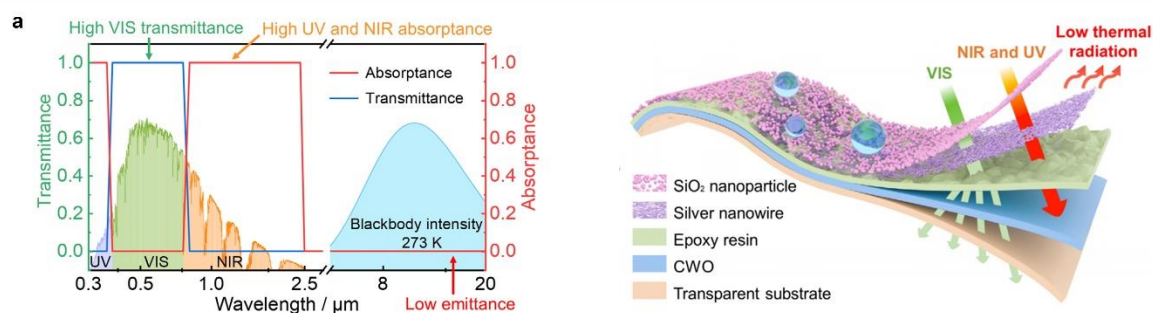 a
High VIS transmittance
High UV and NIR absorptance
Transmittance
1.0
0.8
0.6
0.4
0.2
0.0
Absorptance
Transmittance
Blackbody intensity
273 K
UV
VIS
NIR
1.0
0.8
0.6
0.4
0.2
0.0
Absorptance
0.3
0.5
1.0
2.5
8
20
Wavelength / μm
Low emittance
Low thermal
radiation
NIR and UV
VIS
SiO₂ nanoparticle
Silver nanowire
Epoxy resin
CWO
Transparent substrate